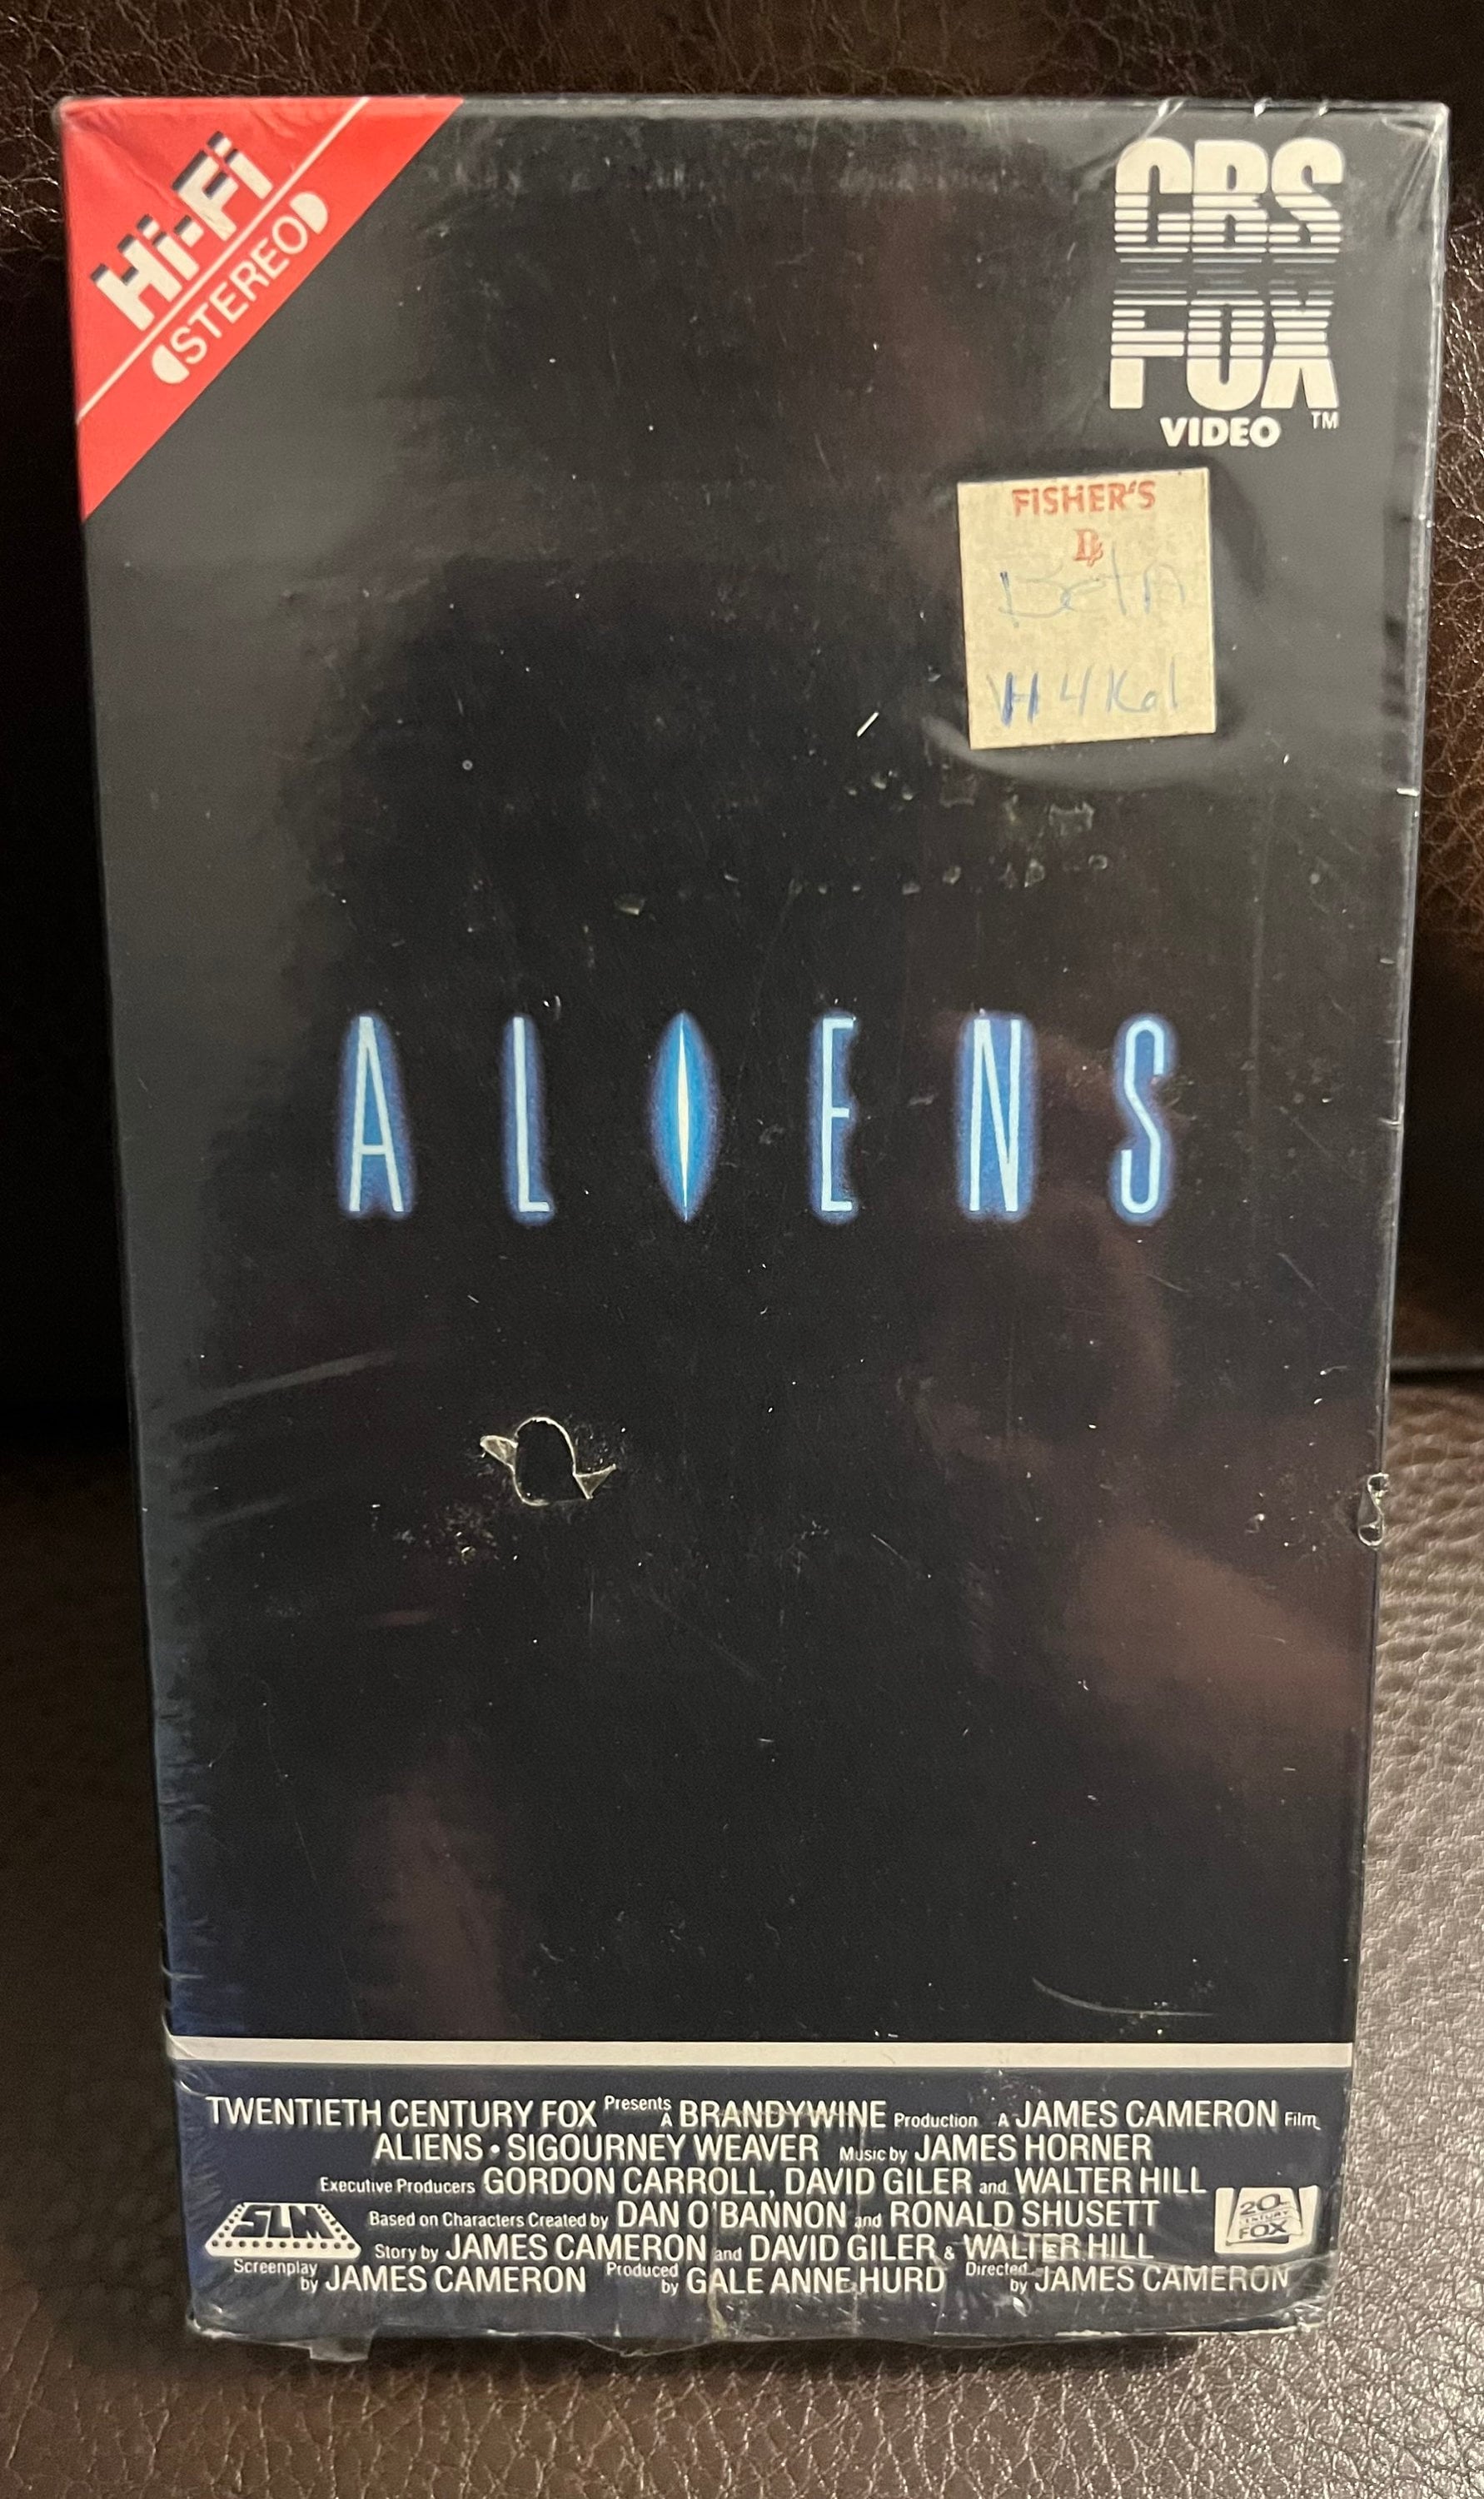 Hi-Fi
STEREO
CBS
FOX
VIDEO TM
FISHER'S
Beta
ALIENS
TWENTIETH CENTURY FOX Presents A BRANDYWINE Production A JAMES CAMERON Film
ALIENS • SIGOURNEY WEAVER Music by JAMES HORNER
Executive Producers GORDON CARROLL, DAVID GILER and WALTER HILL
Based on Characters Created by DAN O'BANNON and RONALD SHUSETT
Story by JAMES CAMERON and DAVID GILER & WALTER HILL
Screenplay by JAMES CAMERON Produced by GALE ANNE HURD Directed by JAMES CAMERON
SLM
20
CENTURY
FOX